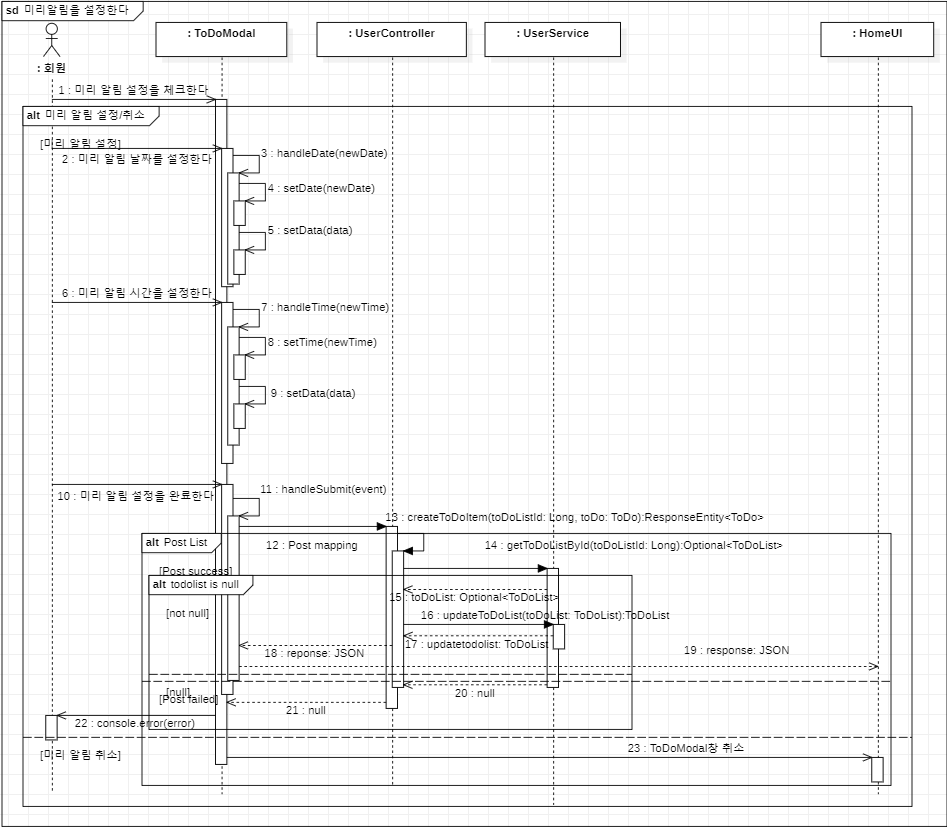 sd 미리알림을 설정한다
: 회원
: ToDoModal
: UserController
: UserService
: HomeUI
1 : 미리 알림 설정을 체크한다
alt 미리 알림 설정/취소
[미리 알림 설정]
2 : 미리 알림 날짜를 설정한다
3 : handleDate(newDate)
4 : setDate(newDate)
5 : setData(data)
6 : 미리 알림 시간을 설정한다
7 : handleTime(newTime)
8 : setTime(newTime)
9 : setData(data)
10 : 미리 알림 설정을 완료한다
11 : handleSubmit(event)
13 : createToDoItem(toDoListId: Long, toDo: ToDo):ResponseEntity<ToDo>
alt Post List
12 : Post mapping
14 : getToDoListById(toDoListId: Long):Optional<ToDoList>
[Post success]
alt todolist is null
15 : toDoList: Optional<ToDoList>
[not null]
16 : updateToDoList(toDoList: ToDoList):ToDoList
17 : updatetodolist: ToDoList
18 : reponse: JSON
19 : response: JSON
[null]
[Post failed]
20 : null
21 : null
22 : console.error(error)
23 : ToDoModal창 취소
[미리 알림 취소]